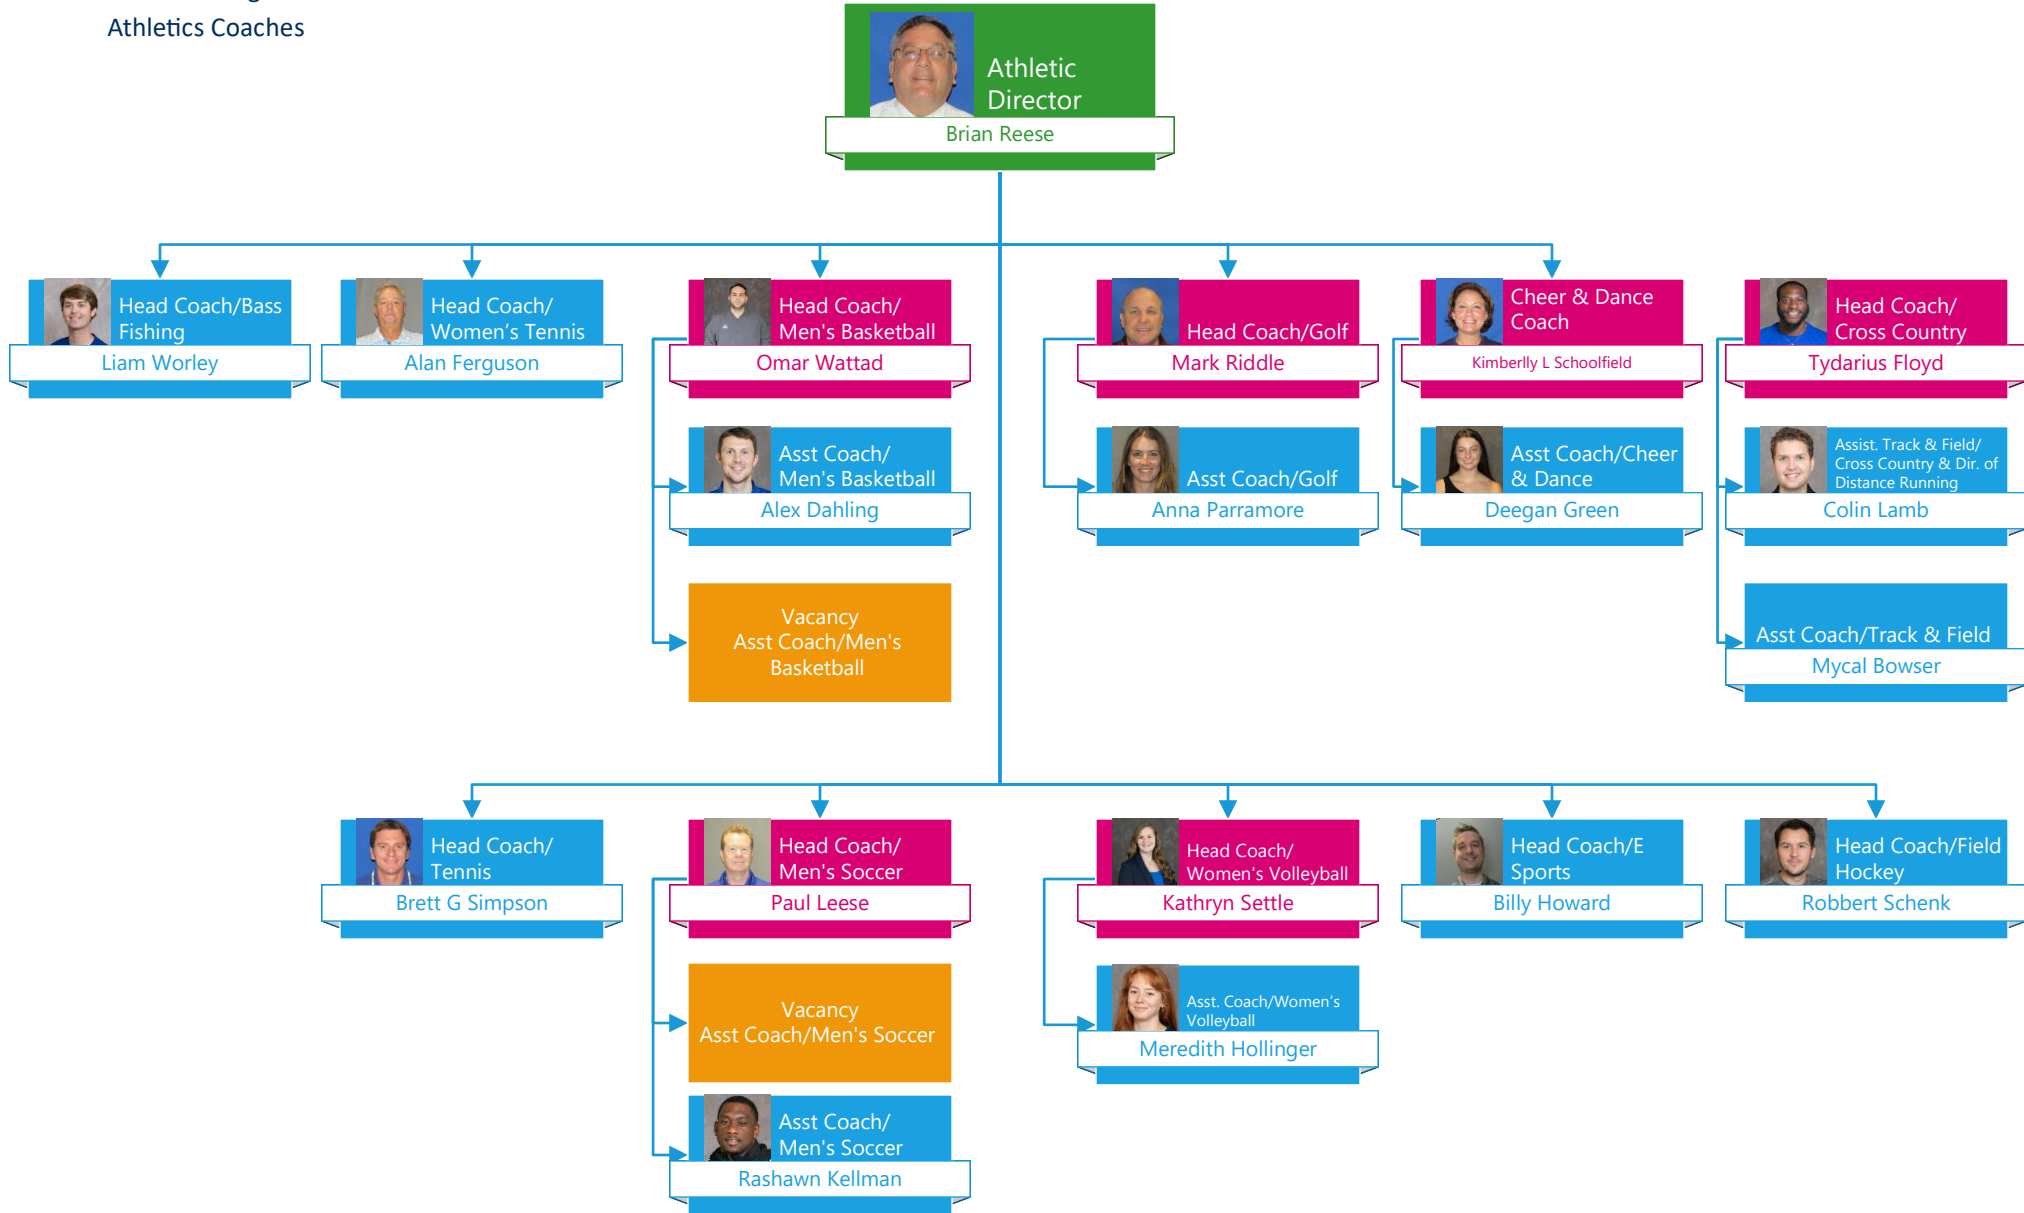 Athletics Coaches
Athletic
Director
Brian Reese
Head Coach/Bass
Fishing
Liam Worley
Head Coach/
Women’s Tennis
Alan Ferguson
Head Coach/
Men's Basketball
Omar Wattad
Head Coach/Golf
Mark Riddle
Cheer & Dance
Coach
Kimberlly L Schoolfield
Head Coach/
Cross Country
Tydarius Floyd
Asst Coach/
Men's Basketball
Alex Dahling
Asst Coach/Golf
Anna Parramore
Asst Coach/Cheer
& Dance
Deegan Green
Assist. Track & Field/
Cross Country & Dir. of
Distance Running
Colin Lamb
Vacancy
Asst Coach/Men's
Basketball
Asst Coach/Track & Field
Mycal Bowser
Head Coach/
Tennis
Brett G Simpson
Head Coach/
Men's Soccer
Paul Leese
Head Coach/
Women's Volleyball
Kathryn Settle
Head Coach/E
Sports
Billy Howard
Head Coach/Field
Hockey
Robbert Schenk
Vacancy
Asst Coach/Men's Soccer
Asst. Coach/Women’s
Volleyball
Meredith Hollinger
Asst Coach/
Men's Soccer
Rashawn Kellman